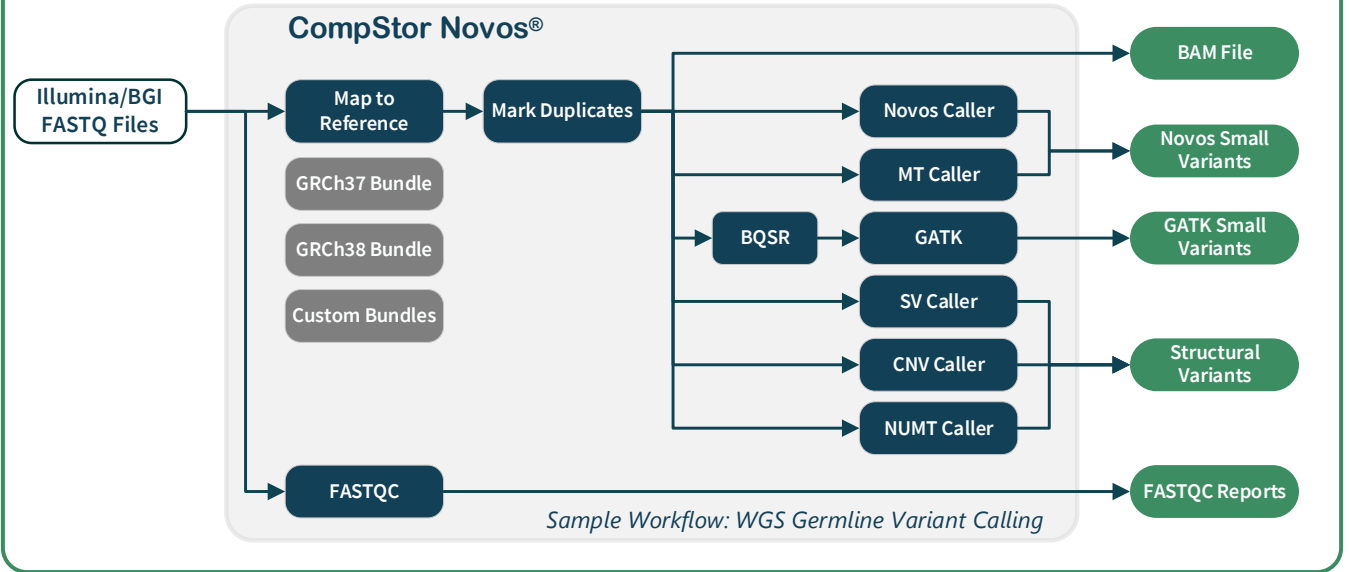 CompStor Novos®
Illumina/BGI
FASTQ Files
Map to
Reference
Mark Duplicates
GRCh37 Bundle
GRCh38 Bundle
Custom Bundles
FASTQC
BQSR
Novos Caller
MT Caller
GATK
SV Caller
CNV Caller
NUMT Caller
BAM File
Novos Small
Variants
GATK Small
Variants
Structural
Variants
FASTQC Reports
Sample Workflow: WGS Germline Variant Calling